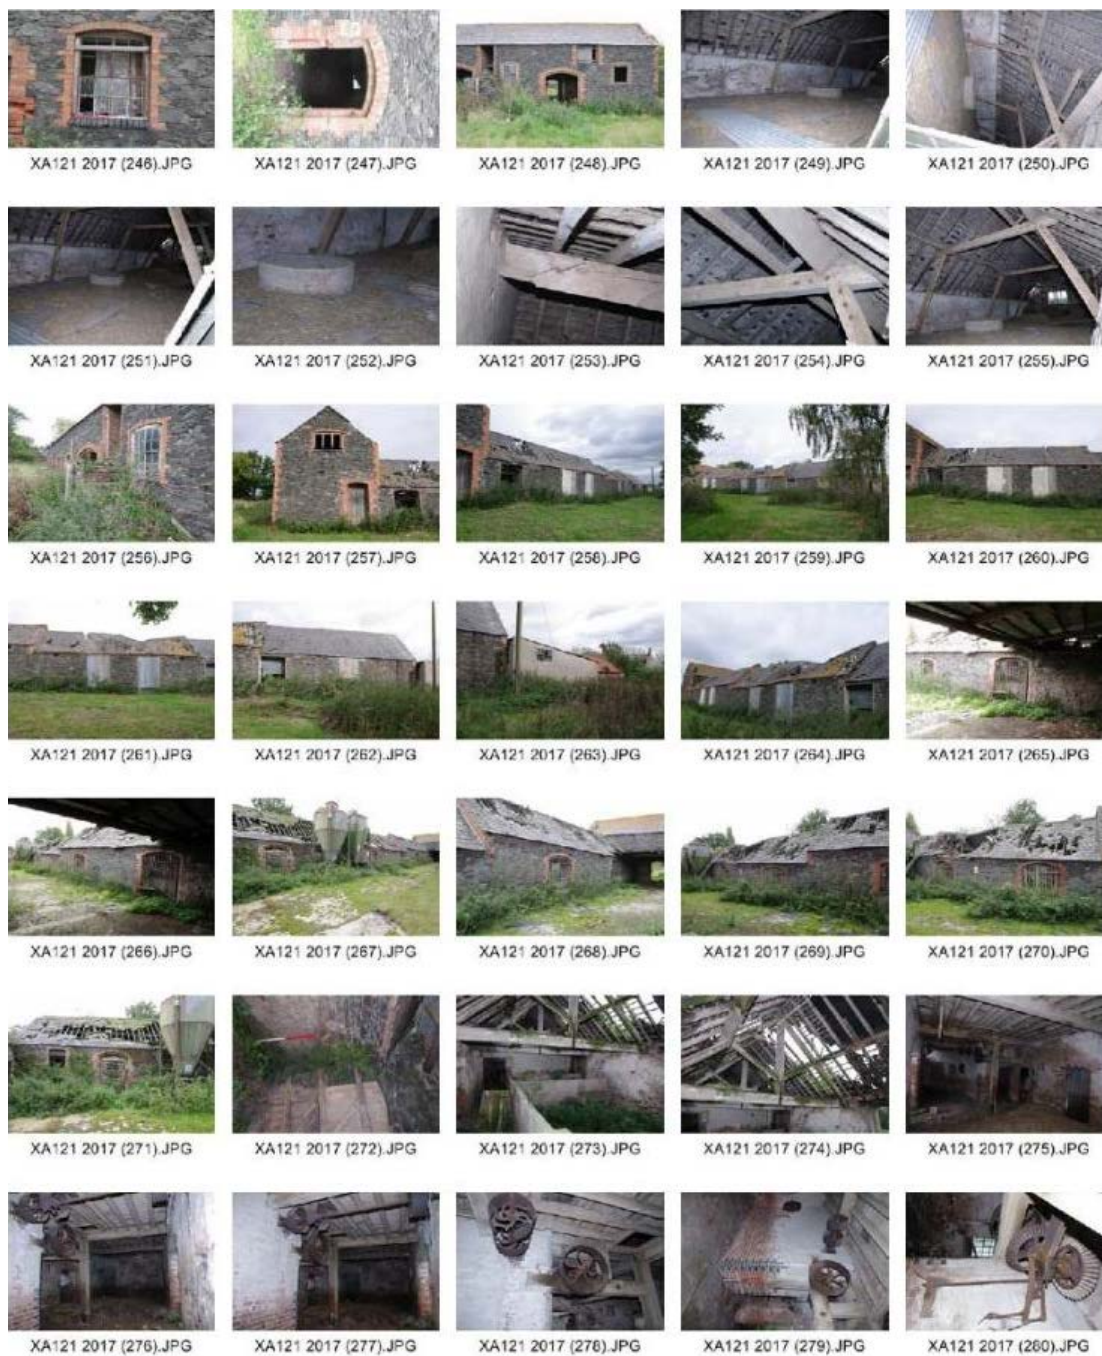 XA121 2017 (246).JPG XA121 2017 (247).JPG XA121 2017 (248).JPG XA121 2017 (249).JPG XA121 2017 (250).JPG
XA121 2017 (251).JPG XA121 2017 (252).JPG XA121 2017 (253).JPG XA121 2017 (254).JPG XA121 2017 (255).JPG
XA121 2017 (256).JPG XA121 2017 (257).JPG XA121 2017 (258).JPG XA121 2017 (259).JPG XA121 2017 (260).JPG
XA121 2017 (261).JPG XA121 2017 (262).JPG XA121 2017 (263).JPG XA121 2017 (264).JPG XA121 2017 (265).JPG
XA121 2017 (266).JPG XA121 2017 (267).JPG XA121 2017 (268).JPG XA121 2017 (269).JPG XA121 2017 (270).JPG
XA121 2017 (271).JPG XA121 2017 (272).JPG XA121 2017 (273).JPG XA121 2017 (274).JPG XA121 2017 (275).JPG
XA121 2017 (276).JPG XA121 2017 (277).JPG XA121 2017 (278).JPG XA121 2017 (279).JPG XA121 2017 (280).JPG